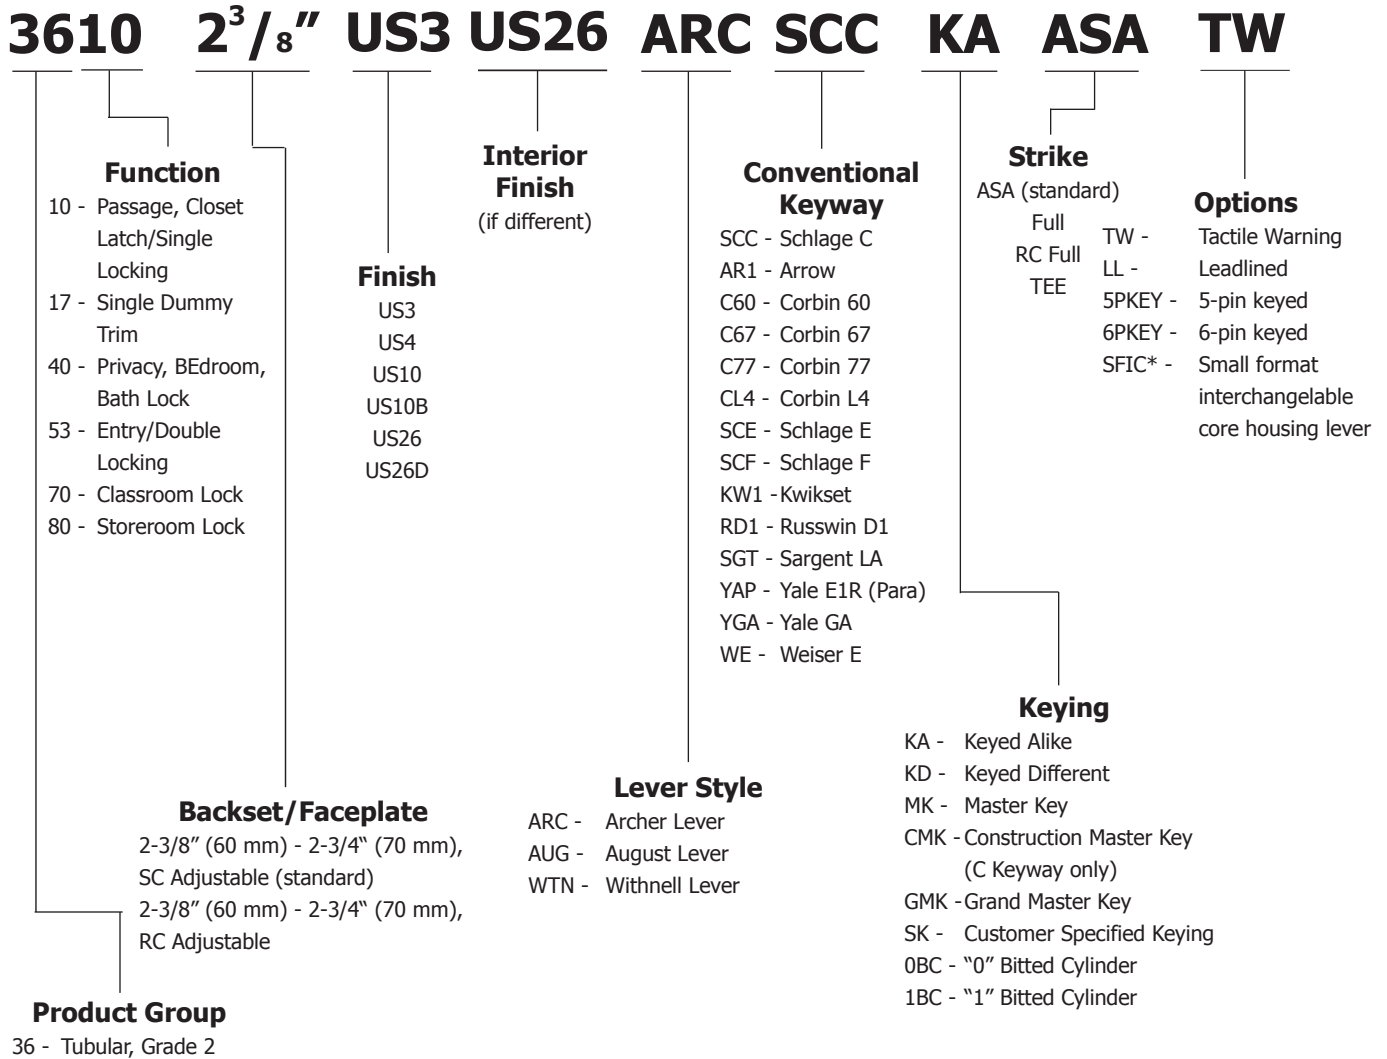 3610 2 3/8″ US3 US26 ARC SCC KA ASA TW
Function
10 - Passage, Closet
Latch/Single
Locking
17 - Single Dummy
Trim
40 - Privacy, BEdroom,
Bath Lock
53 - Entry/Double
Locking
70 - Classroom Lock
80 - Storeroom Lock
Backset/Faceplate
2-3/8” (60 mm) - 2-3/4“ (70 mm),
SC Adjustable (standard)
2-3/8” (60 mm) - 2-3/4“ (70 mm),
RC Adjustable
Product Group
36 - Tubular, Grade 2
Finish
US3
US4
US10
US10B
US26
US26D
Interior
Finish
(if different)
Lever Style
ARC - Archer Lever
AUG - August Lever
WTN - Withnell Lever
Conventional
Keyway
SCC - Schlage C
AR1 - Arrow
C60 - Corbin 60
C67 - Corbin 67
C77 - Corbin 77
CL4 - Corbin L4
SCE - Schlage E
SCF - Schlage F
KW1 - Kwikset
RD1 - Russwin D1
SGT - Sargent LA
YAP - Yale E1R (Para)
YGA - Yale GA
WE - Weiser E
Keying
KA - Keyed Alike
KD - Keyed Different
MK - Master Key
CMK - Construction Master Key
(C Keyway only)
GMK - Grand Master Key
SK - Customer Specified Keying
0BC - “0” Bitted Cylinder
1BC - “1” Bitted Cylinder
Strike
ASA (standard)
Full
RC Full
TEE
Options
TW - Tactile Warning
LL - Leadlined
5PKEY - 5-pin keyed
6PKEY - 6-pin keyed
SFIC* - Small format
interchangelable
core housing lever